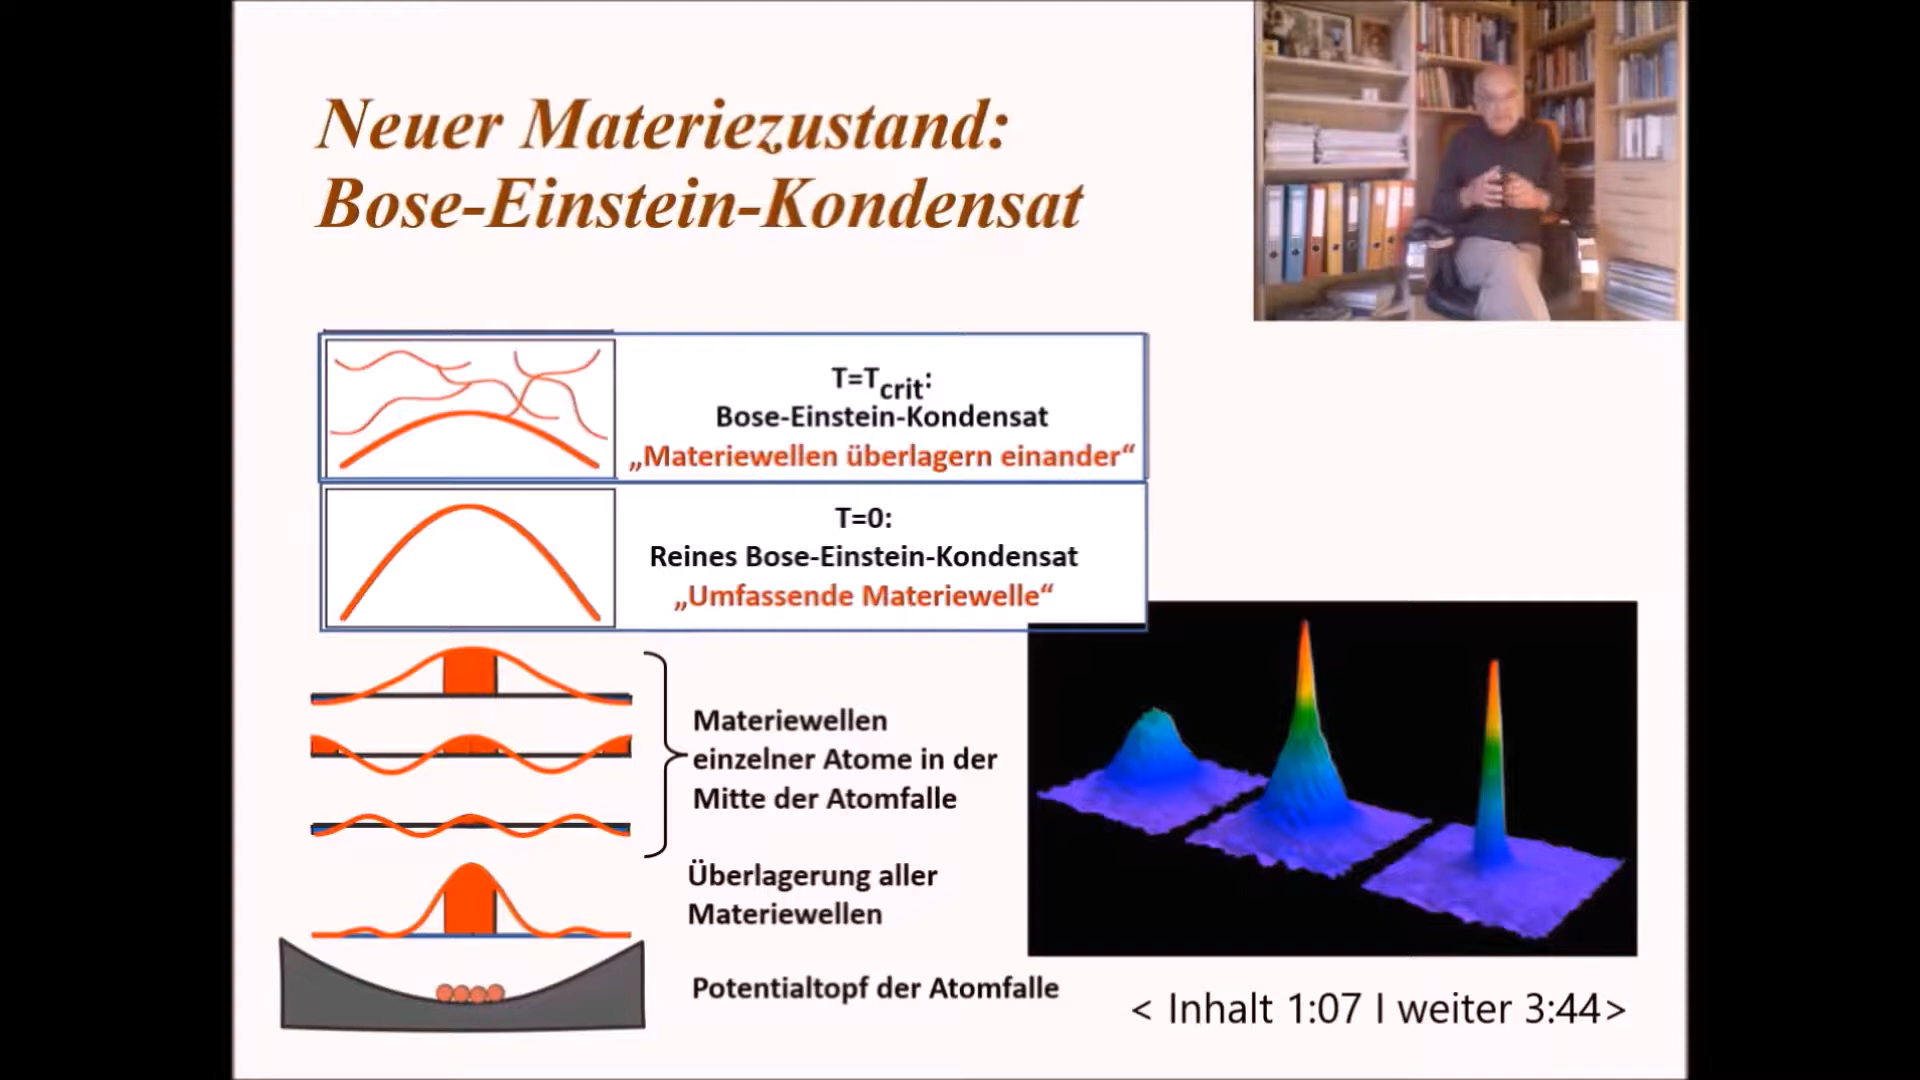 Neuer Materiezustand:
Bose-Einstein-Kondensat
T=Tcrit:
Bose-Einstein-Kondensat
„Materiewellen überlagern einander“
T=0:
Reines Bose-Einstein-Kondensat
„Umfassende Materiewelle“
Materiewellen
einzelner Atome in der
Mitte der Atomfalle
Überlagerung aller
Materiewellen
Potentialtopf der Atomfalle
< Inhalt 1:07 I weiter 3:44>